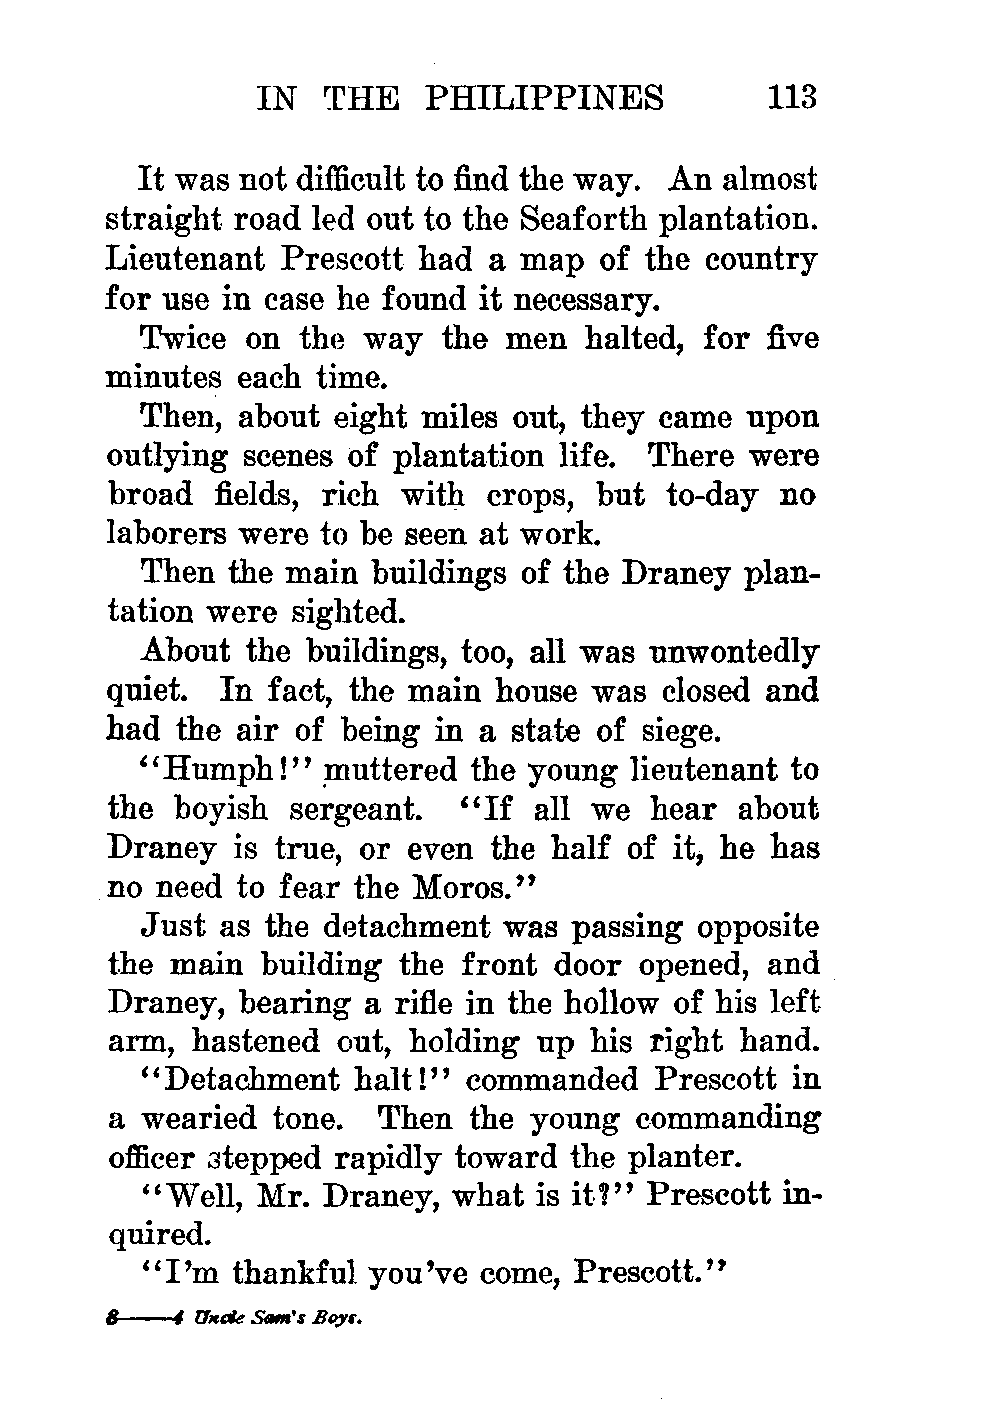 IN THE PHILIPPINES 113
It was not difficult to find the way. An almost
straight road led out to the Seaforth plantation.
Lieutenant Prescott had a map of the country
for use in case he found it necessary.
Twice on the way the men halted, for five
minutes each time.
Then, about eight miles out, they came upon
outlying scenes of plantation life. There were
broad fields, rich with crops, but to-day no
laborers were to be seen at work.
Then the main buildings of the Draney plan-
tation were sighted.
About the buildings, too, all was unwontedly
quiet. In fact, the main house was closed and
had the air of being in a state of siege.
“Humph!” muttered the young lieutenant to
the boyish sergeant. “If all we hear about
Draney is true, or even the half of it, he has
no need to fear the Moros.”
Just as the detachment was passing opposite
the main building the front door opened, and
Draney, bearing a rifle in the hollow of his left
arm, hastened out, holding up his right hand.
“Detachment halt!” commanded Prescott in
a wearied tone. Then the young commanding
officer stepped rapidly toward the planter.
“Well, Mr. Draney, what is it?” Prescott in-
quired.
“I’m thankful you’ve come, Prescott.”
8——4 Uncle Sam’s Boys.